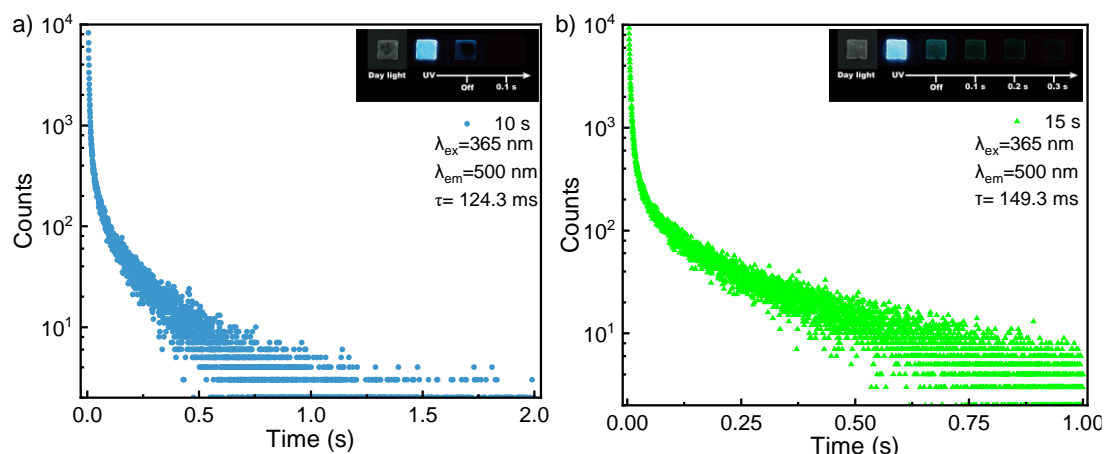 a)
10⁴
10³
10²
10¹
Counts
0.0 0.5 1.0 1.5 2.0
Time (s)
Day light UV Off 0.1 s
10 s
λex=365 nm
λem=500 nm
τ= 124.3 ms
b)
10⁴
10³
10²
10¹
Counts
0.00 0.25 0.50 0.75 1.00
Time (s)
Day light UV Off 0.1 s 0.2 s 0.3 s
15 s
λex=365 nm
λem=500 nm
τ= 149.3 ms